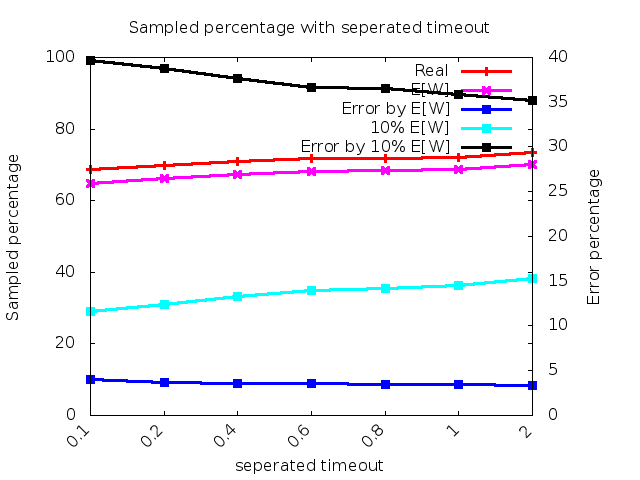 Sampled percentage with seperated timeout
100
80
60
40
20
0
Sampled percentage
40
35
30
25
20
15
10
5
0
Error percentage
Real
E[W]
Error by E[W]
10% E[W]
Error by 10% E[W]
0.1
0.2
0.4
0.6
0.8
1
2
seperated timeout